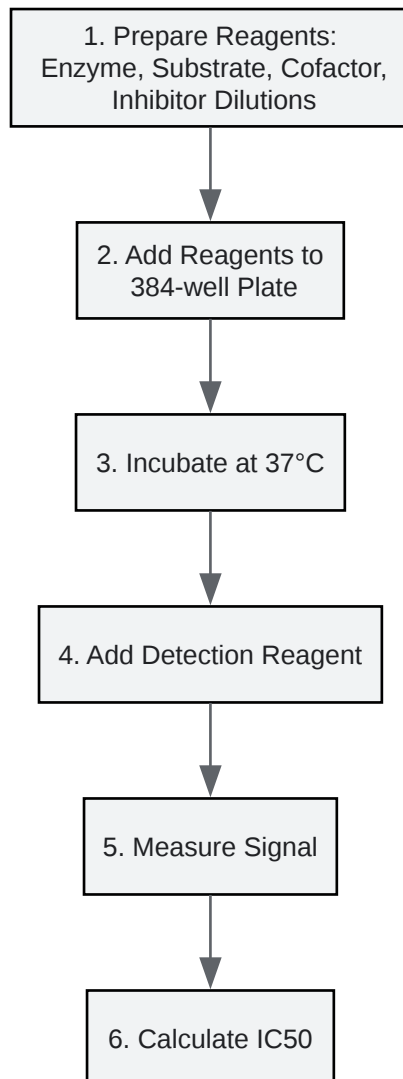 1. Prepare Reagents:
Enzyme, Substrate, Cofactor,
Inhibitor Dilutions
2. Add Reagents to
384-well Plate
3. Incubate at 37°C
4. Add Detection Reagent
5. Measure Signal
6. Calculate IC50